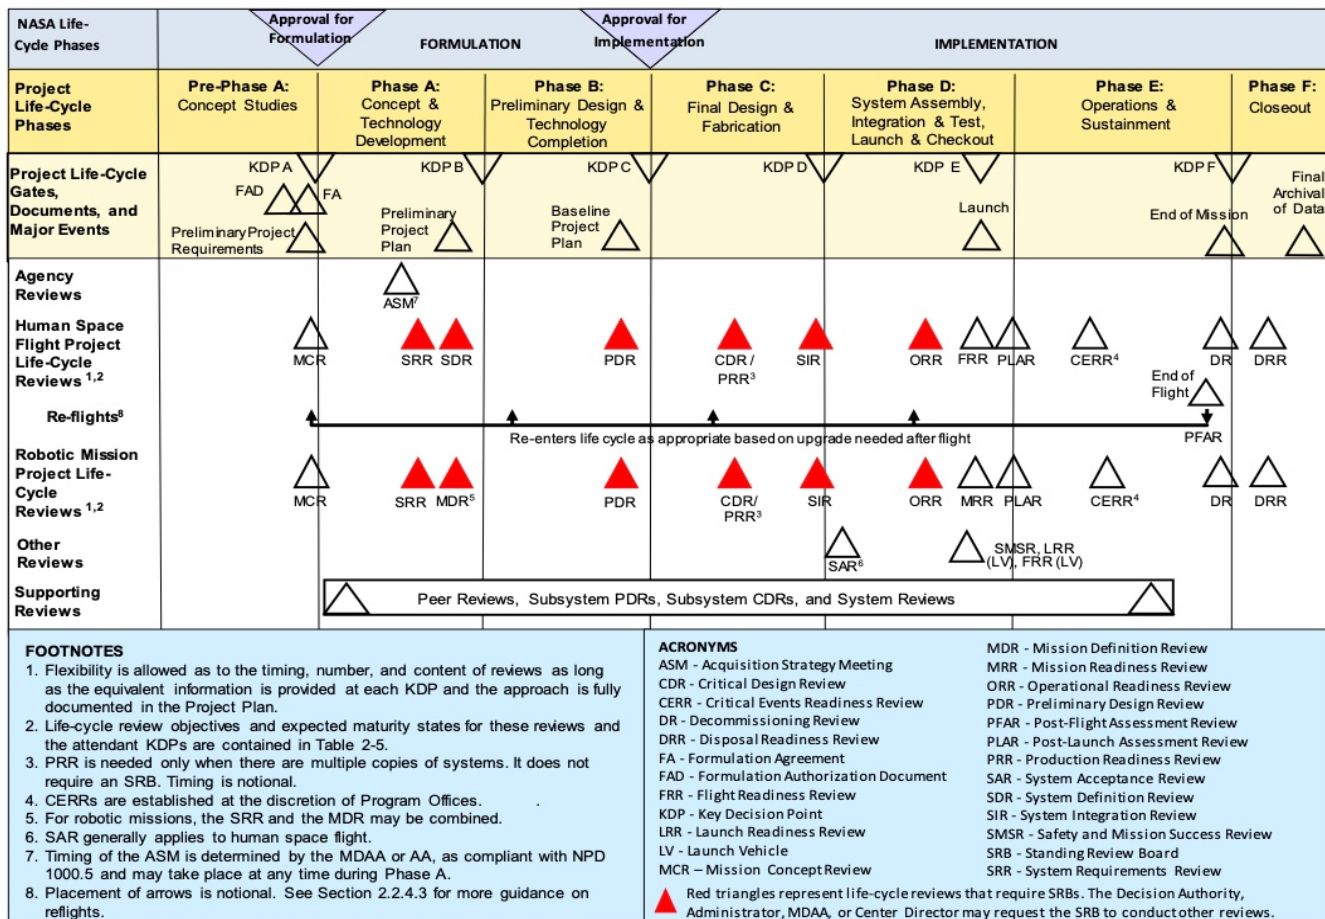 NASA Life-
Cycle Phases
Approval for
Formulation
FORMULATION
Approval for
Implementation
IMPLEMENTATION
Project
Life-Cycle
Phases
Pre-Phase A:
Concept Studies
Phase A:
Concept &
Technology
Development
Phase B:
Preliminary Design &
Technology
Completion
Phase C:
Final Design &
Fabrication
Phase D:
System Assembly,
Integration & Test,
Launch & Checkout
Phase E:
Operations &
Sustainment
Phase F:
Closeout
Project Life-Cycle
Gates,
Documents, and
Major Events
KDP A
KDP B
KDP C
KDP D
KDP E
KDP F
FAD
FA
Preliminary Project
Requirements
Preliminary
Project
Plan
Baseline
Project
Plan
Launch
End of Mission
Final
Archival
of Data
Agency
Reviews
ASM7
Human Space
Flight Project
Life-Cycle
Reviews 1,2
MCR
SRR
SDR
PDR
CDR /
PRR3
SIR
ORR
FRR
PLAR
CERR4
DR
DRR
End of
Flight
Re-flights8
Re-enters life cycle as appropriate based on upgrade needed after flight
PFAR
Robotic Mission
Project Life-
Cycle
Reviews 1,2
MCR
SRR
MDR5
PDR
CDR/
PRR3
SIR
ORR
MRR
PLAR
CERR4
DR
DRR
Other
Reviews
SAR6
SMSR, LRR
(LV), FRR (LV)
Supporting
Reviews
Peer Reviews, Subsystem PDRs, Subsystem CDRs, and System Reviews
FOOTNOTES
1. Flexibility is allowed as to the timing, number, and content of reviews as long
as the equivalent information is provided at each KDP and the approach is fully
documented in the Project Plan.
2. Life-cycle review objectives and expected maturity states for these reviews and
the attendant KDPs are contained in Table 2-5.
3. PRR is needed only when there are multiple copies of systems. It does not
require an SRB. Timing is notional.
4. CERRs are established at the discretion of Program Offices. .
5. For robotic missions, the SRR and the MDR may be combined.
6. SAR generally applies to human space flight.
7. Timing of the ASM is determined by the MDAA or AA, as compliant with NPD
1000.5 and may take place at any time during Phase A.
8. Placement of arrows is notional. See Section 2.2.4.3 for more guidance on
reflights.
ACRONYMS
ASM - Acquisition Strategy Meeting
CDR - Critical Design Review
CERR - Critical Events Readiness Review
DR - Decommissioning Review
DRR - Disposal Readiness Review
FA - Formulation Agreement
FAD - Formulation Authorization Document
FRR - Flight Readiness Review
KDP - Key Decision Point
LRR - Launch Readiness Review
LV - Launch Vehicle
MCR – Mission Concept Review
MDR - Mission Definition Review
MRR - Mission Readiness Review
ORR - Operational Readiness Review
PDR - Preliminary Design Review
PFAR - Post-Flight Assessment Review
PLAR - Post-Launch Assessment Review
PRR - Production Readiness Review
SAR - System Acceptance Review
SDR - System Definition Review
SIR - System Integration Review
SMSR - Safety and Mission Success Review
SRB - Standing Review Board
SRR - System Requirements Review
Red triangles represent life-cycle reviews that require SRBs. The Decision Authority,
Administrator, MDAA, or Center Director may request the SRB to conduct other reviews.